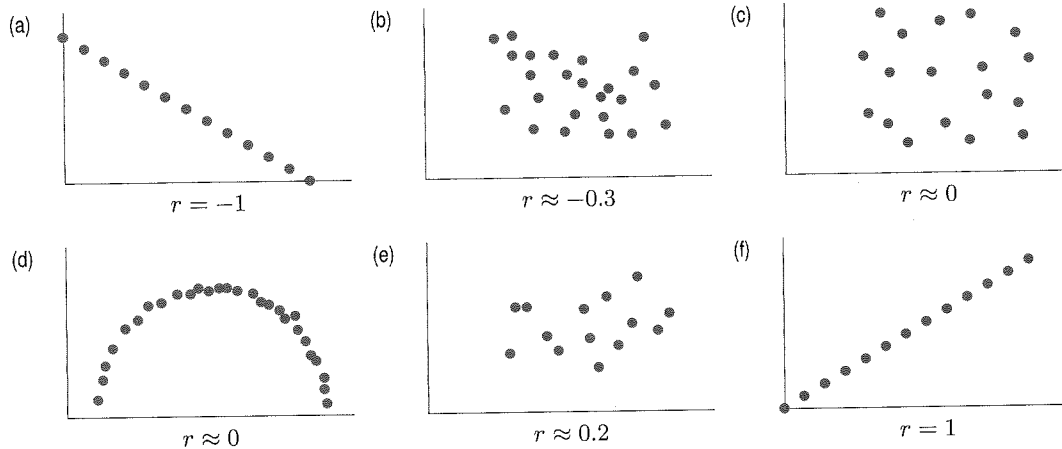 (a)
(b)
(c)
r = −1
r ≈ −0.3
r ≈ 0
(d)
(e)
(f)
r ≈ 0
r ≈ 0.2
r = 1